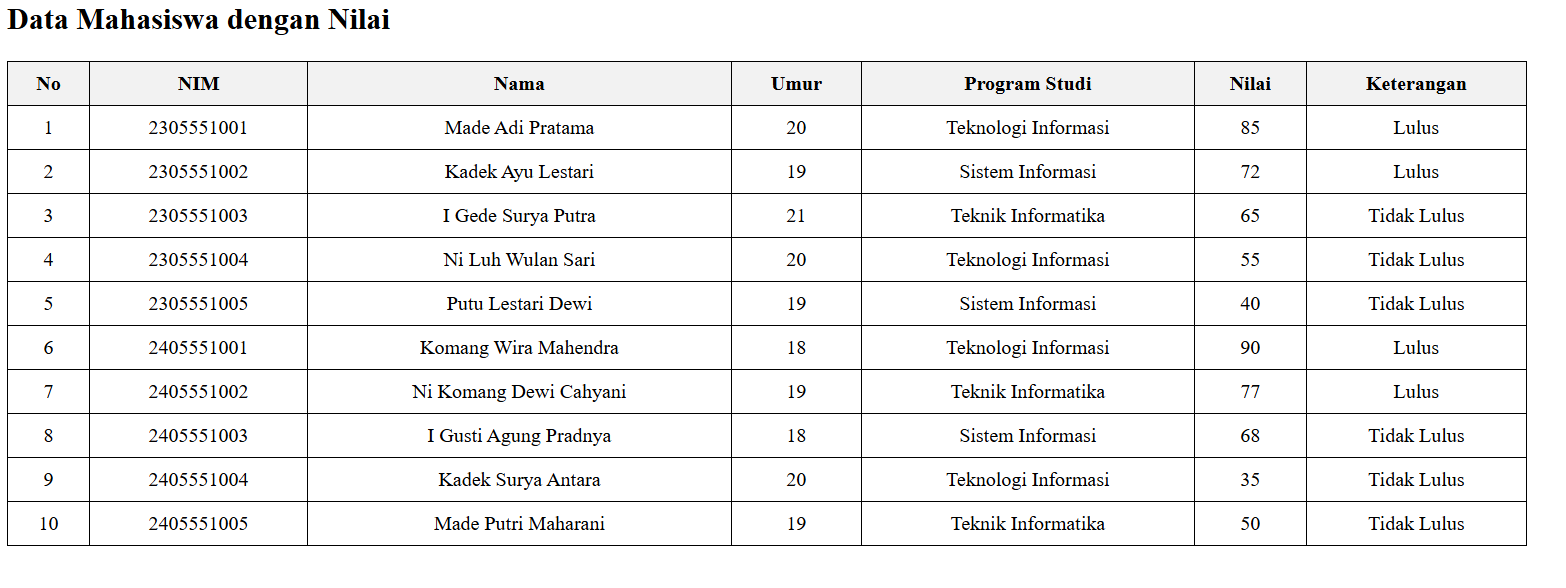 Data Mahasiswa dengan Nilai
No NIM Nama Umur Program Studi Nilai Keterangan
1 2305551001 Made Adi Pratama 20 Teknologi Informasi 85 Lulus
2 2305551002 Kadek Ayu Lestari 19 Sistem Informasi 72 Lulus
3 2305551003 I Gede Surya Putra 21 Teknik Informatika 65 Tidak Lulus
4 2305551004 Ni Luh Wulan Sari 20 Teknologi Informasi 55 Tidak Lulus
5 2305551005 Putu Lestari Dewi 19 Sistem Informasi 40 Tidak Lulus
6 2405551001 Komang Wira Mahendra 18 Teknologi Informasi 90 Lulus
7 2405551002 Ni Komang Dewi Cahyani 19 Teknik Informatika 77 Lulus
8 2405551003 I Gusti Agung Pradnya 18 Sistem Informasi 68 Tidak Lulus
9 2405551004 Kadek Surya Antara 20 Teknologi Informasi 35 Tidak Lulus
10 2405551005 Made Putri Maharani 19 Teknik Informatika 50 Tidak Lulus